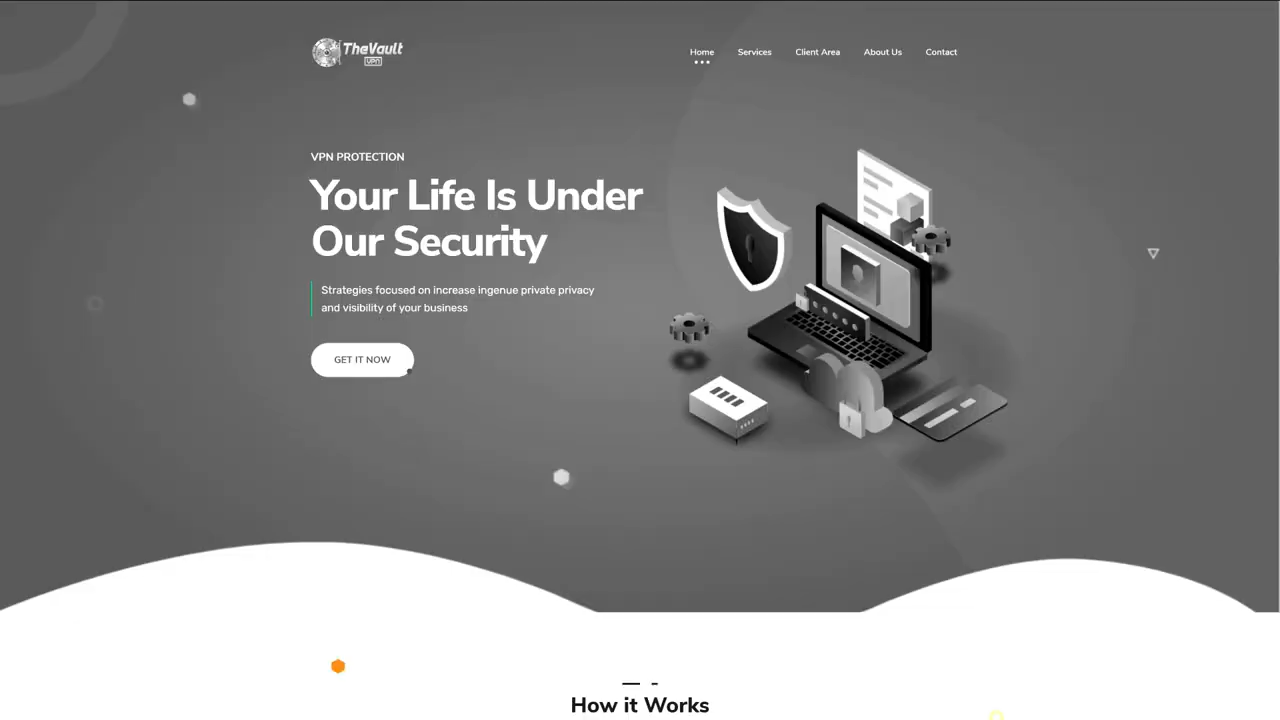 TheVault
VPN
Home
Services
Client Area
About Us
Contact
VPN PROTECTION
Your Life Is Under
Our Security
Strategies focused on increase ingenue private privacy
and visibility of your business
GET IT NOW
How it Works